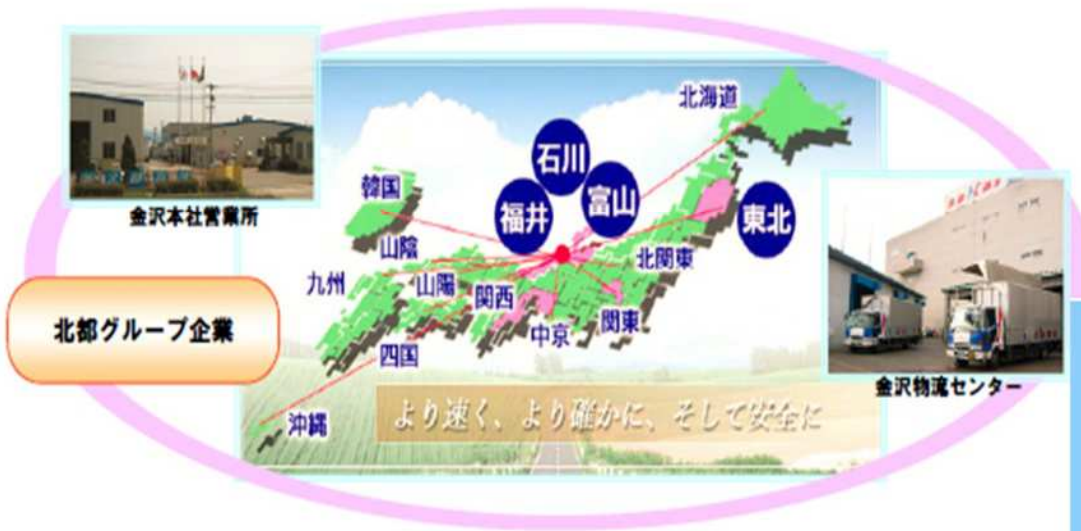 北海道
石川
韓国
福井
富山
東北
金沢本社営業所
山陰
北関東
九州
山陽
関西
関東
中京
北都グループ企業
四国
金沢物流センター
沖縄
より速く、より確かに、そして安全に